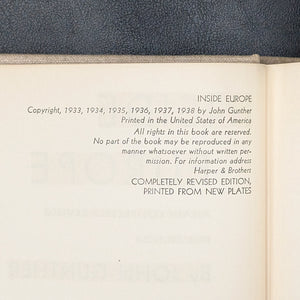 INSIDE EUROPE
Copyright, 1933, 1934, 1935, 1936, 1937, 1938 by John Gunther
Printed in the United States of America
All rights in this book are reserved.
No part of the book may be reproduced in any
manner whatsoever without written per-
mission. For information address
Harper & Brothers
COMPLETELY REVISED EDITION,
PRINTED FROM NEW PLATES